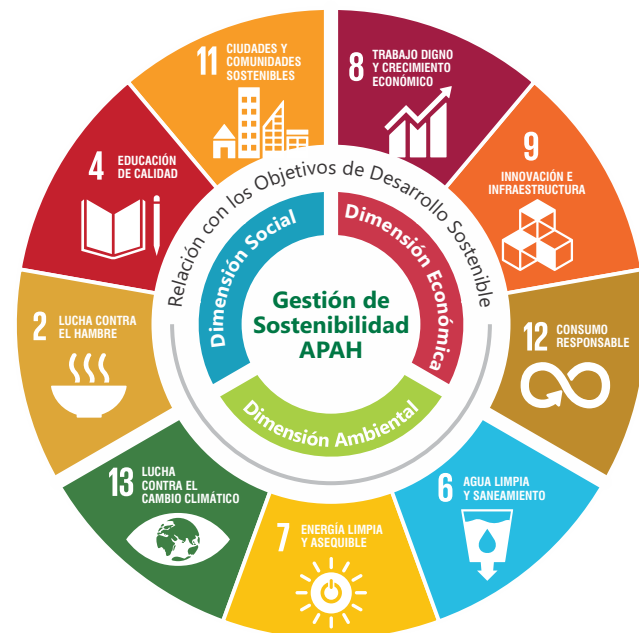 11 CIUDADES Y
COMUNIDADES
SOSTENIBLES
8 TRABAJO DIGNO
Y CRECIMIENTO
ECONÓMICO
9
INNOVACIÓN E
INFRAESTRUCTURA
12 CONSUMO
RESPONSABLE
6 AGUA LIMPIA
Y SANEAMIENTO
7 ENERGÍA LIMPIA
Y ASEQUIBLE
13 LUCHA
CONTRA EL
CAMBIO CLIMÁTICO
2 LUCHA CONTRA
EL HAMBRE
4 EDUCACIÓN
DE CALIDAD
Relación con los Objetivos de Desarrollo Sostenible
Dimensión Social
Dimensión Económica
Dimensión Ambiental
Gestión de
Sostenibilidad
APAH